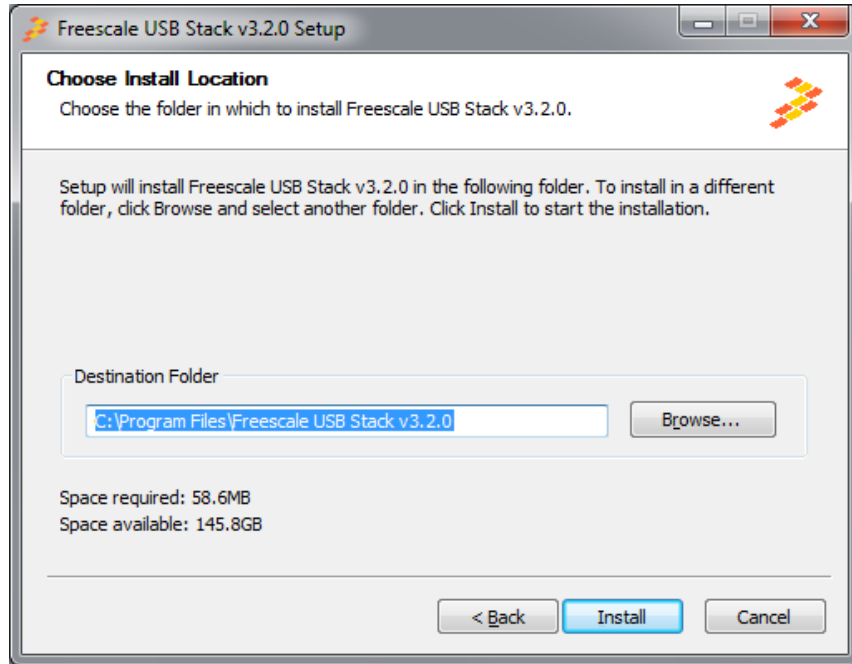 Freescale USB Stack v3.2.0 Setup
Choose Install Location
Choose the folder in which to install Freescale USB Stack v3.2.0.
Setup will install Freescale USB Stack v3.2.0 in the following folder. To install in a different
folder, click Browse and select another folder. Click Install to start the installation.
Destination Folder
C:\Program Files\Freescale USB Stack v3.2.0
Browse...
Space required: 58.6MB
Space available: 145.8GB
< Back
Install
Cancel